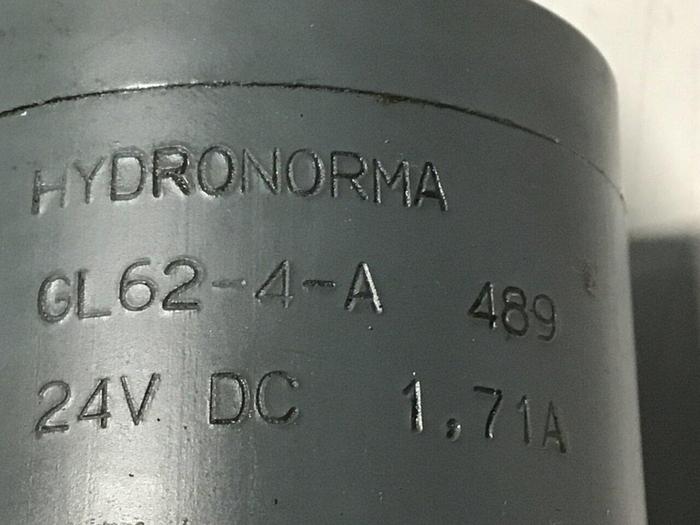 HYDRONORMA
GL62-4-A 489
24V DC 1,71A